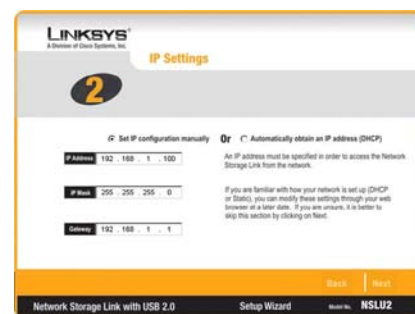 LINKSYS®
A Division of Cisco Systems, Inc.
IP Settings
2
Set IP configuration manually Or Automatically obtain an IP address (DHCP)
IP Address 192 . 168 . 1 . 100
IP Mask 255 . 255 . 255 . 0
Gateway 192 . 168 . 1 . 1
An IP address must be specified in order to access the Network
Storage Link from the network.
If you are familiar with how your network is set up (DHCP
or Static), you can modify these settings through your web
browser at a later date. If you are unsure, it is better to
skip this section by clicking on Next.
Back Next
Network Storage Link with USB 2.0 Setup Wizard Model No. NSLU2